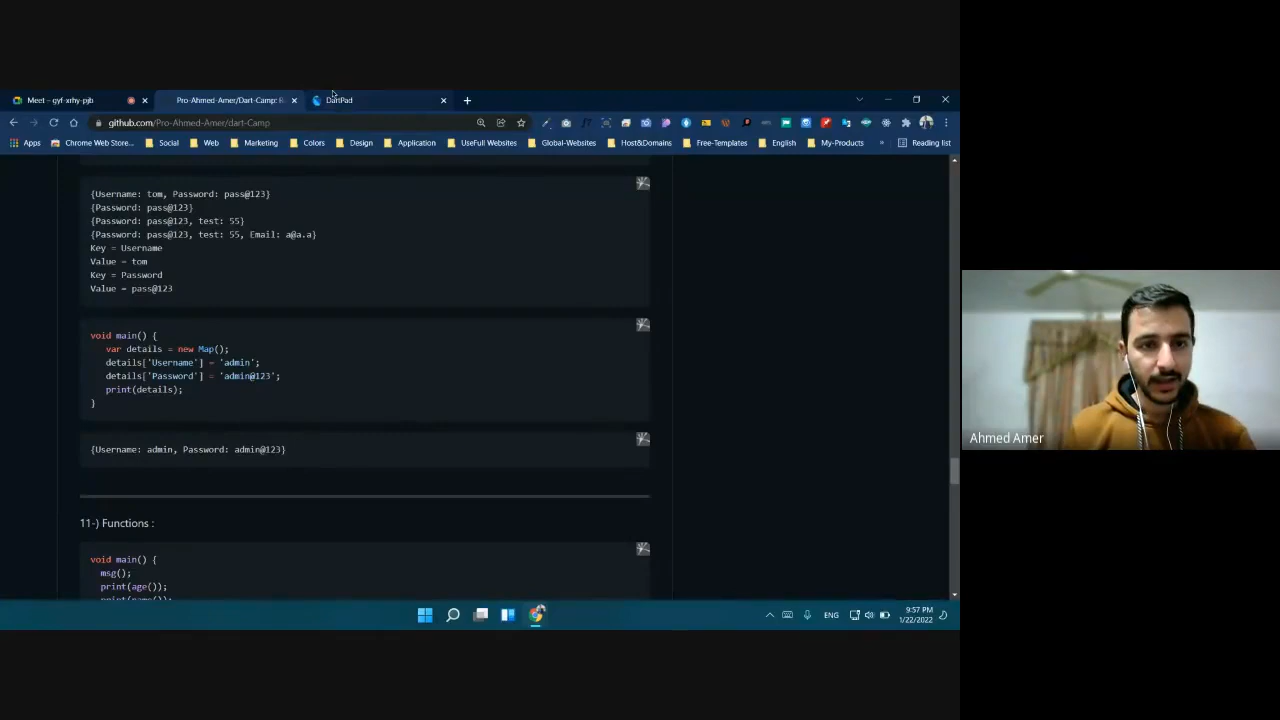 Meet – gyf-xrhy-pjb
Pro-Ahmed-Amer/Dart-Camp: R
DartPad
github.com/Pro-Ahmed-Amer/dart-Camp
Apps
Chrome Web Store...
Social
Web
Marketing
Colors
Design
Application
UseFull Websites
Global-Websites
Host&Domains
Free-Templates
English
My-Products
»
Reading list
{Username: tom, Password: pass@123}
{Password: pass@123}
{Password: pass@123, test: 55}
{Password: pass@123, test: 55, Email: a@a.a}
Key = Username
Value = tom
Key = Password
Value = pass@123
void main() {
var details = new Map();
details['Username'] = 'admin';
details['Password'] = 'admin@123';
print(details);
}
{Username: admin, Password: admin@123}
11-) Functions :
void main() {
msg();
print(age());
Ahmed Amer
ENG
9:57 PM
1/22/2022